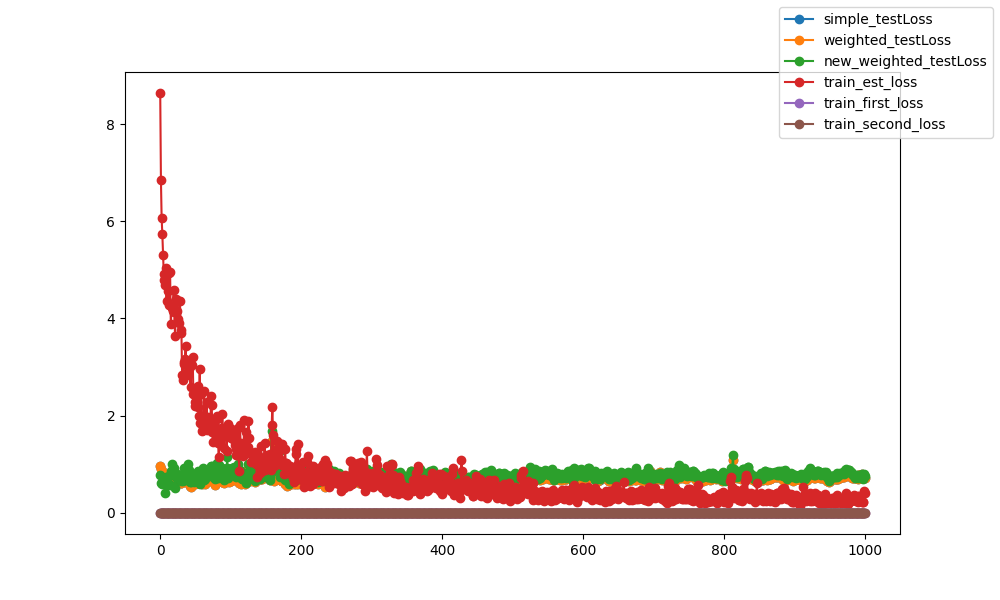 simple_testLoss
weighted_testLoss
new_weighted_testLoss
train_est_loss
train_first_loss
train_second_loss
8
6
4
2
0
0 200 400 600 800 1000